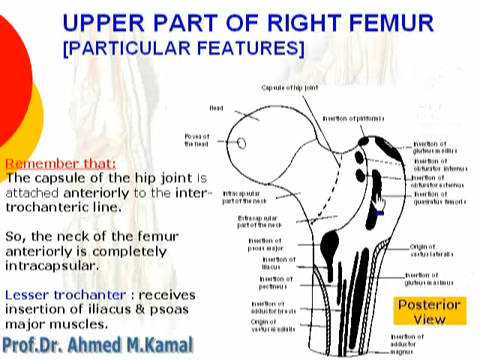 UPPER PART OF RIGHT FEMUR
[PARTICULAR FEATURES]
Capsule of hip joint
Head
Insertion of piriformis
Fovea of
the head
Insertion of
gluteus medius
Insertion of
obturator internus
Insertion of
obturator externus
Insertion of
quadratus femoris
Intracapsular
part of the neck
Extracapsular
part of the neck
Remember that:
The capsule of the hip joint is
attached anteriorly to the inter-
trochanteric line.
So, the neck of the femur
anteriorly is completely
intracapsular.
Lesser trochanter : receives
insertion of iliacus & psoas
major muscles.
Insertion of
psoas major
Insertion of
iliacus
Insertion of
pectineus
Insertion of
adductor brevis
Origin of
vastus medialis
Origin of
vastus lateralis
Insertion of
gluteus maximus
Insertion of
adductor
magnus
Posterior
View
Prof.Dr. Ahmed M.Kamal